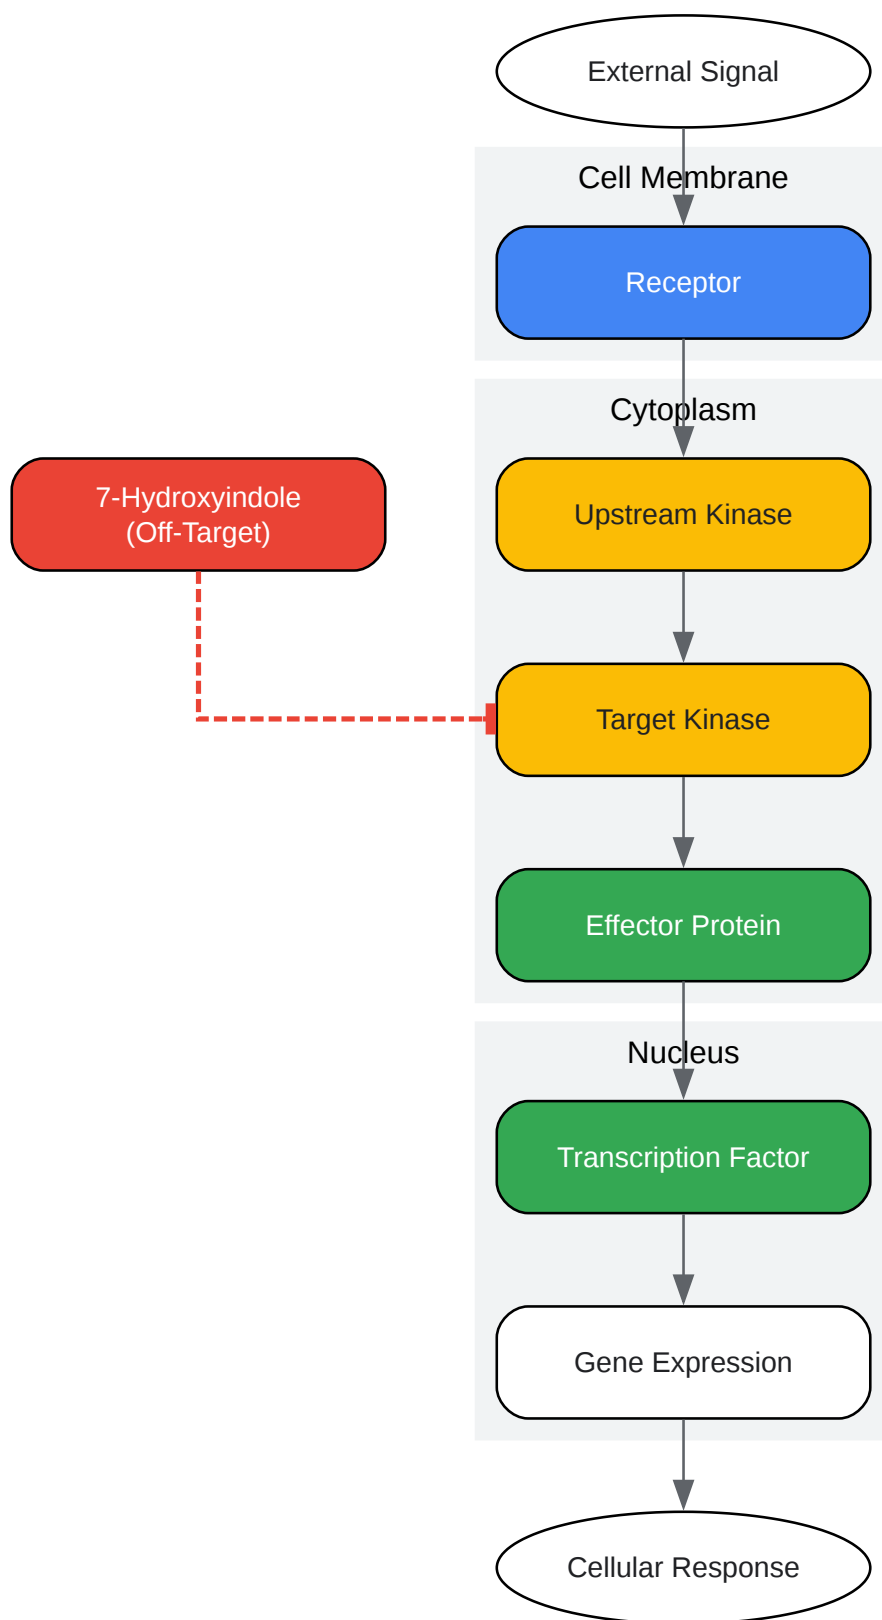 External Signal
Cell Membrane
Receptor
Cytoplasm
7-Hydroxyindole
(Off-Target)
Upstream Kinase
Target Kinase
Effector Protein
Nucleus
Transcription Factor
Gene Expression
Cellular Response